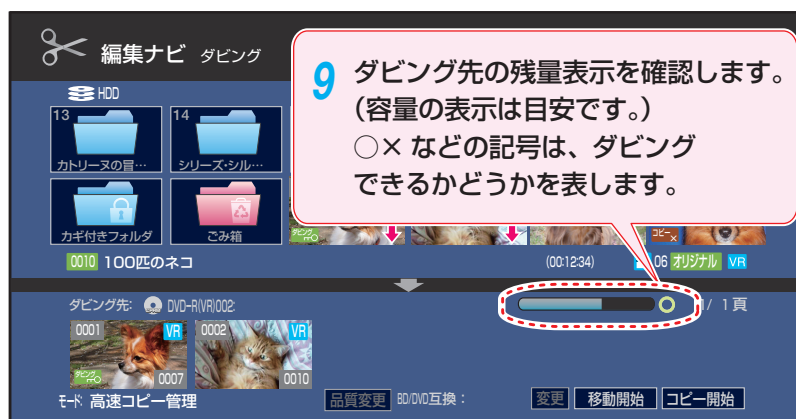 編集ナビ ダビング
9 ダビング先の残量表示を確認します。
(容量の表示は目安です。)
○× などの記号は、ダビング
できるかどうかを表します。
HDD
13 14
カトリーヌの冒… シリーズ・シル…
カギ付きフォルダ ごみ箱 ダビング コピー×
0010 100匹のネコ (00:12:34) 06 オリジナル VR
ダビング先: DVD-R(VR)002: / 1頁
0001 VR 0002 VR
ダビング 0007 0010
モード: 高速コピー管理 品質変更 BD/DVD互換: 変更 移動開始 コピー開始